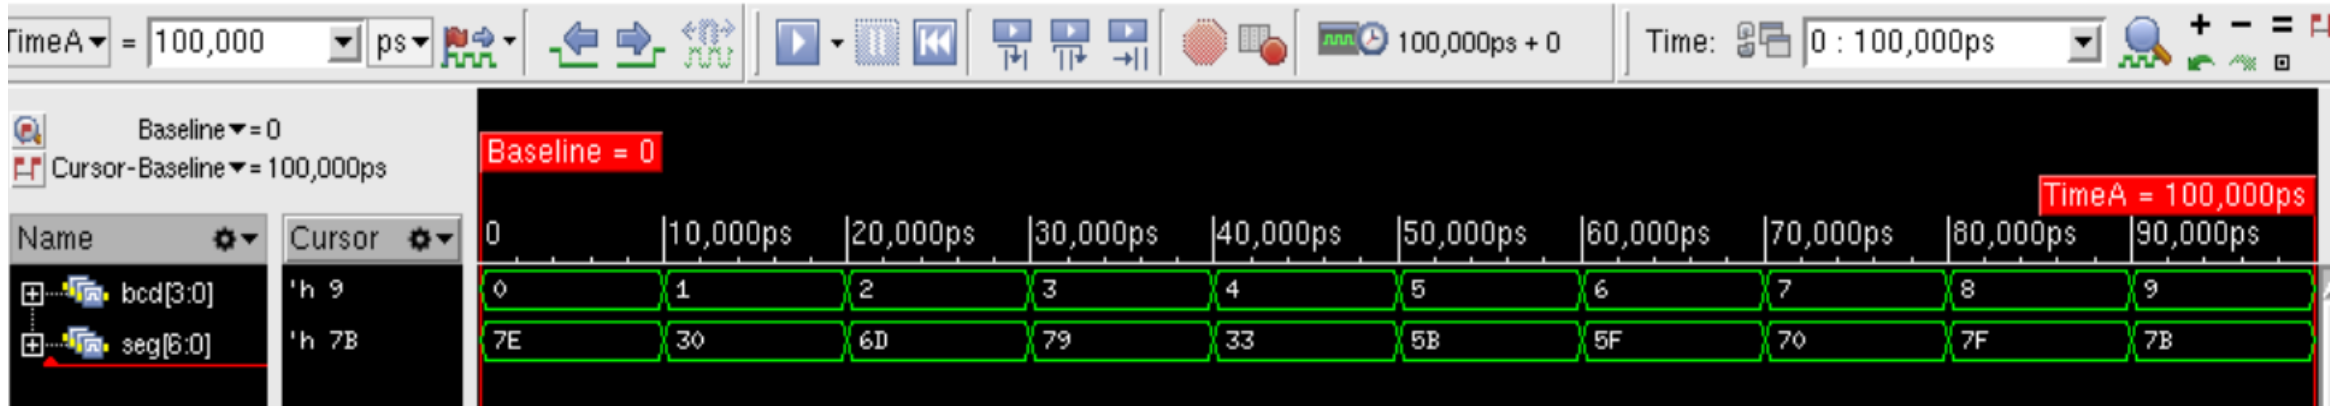 TimeA = 100,000 ps 100,000ps + 0 Time: 0 : 100,000ps
Baseline = 0
Cursor-Baseline = 100,000ps
Baseline = 0
TimeA = 100,000ps
Name Cursor 0 10,000ps 20,000ps 30,000ps 40,000ps 50,000ps 60,000ps 70,000ps 80,000ps 90,000ps
bcd[3:0] 'h 9 0 1 2 3 4 5 6 7 8 9
seg[6:0] 'h 7B 7E 30 6D 79 33 5B 5F 70 7F 7B